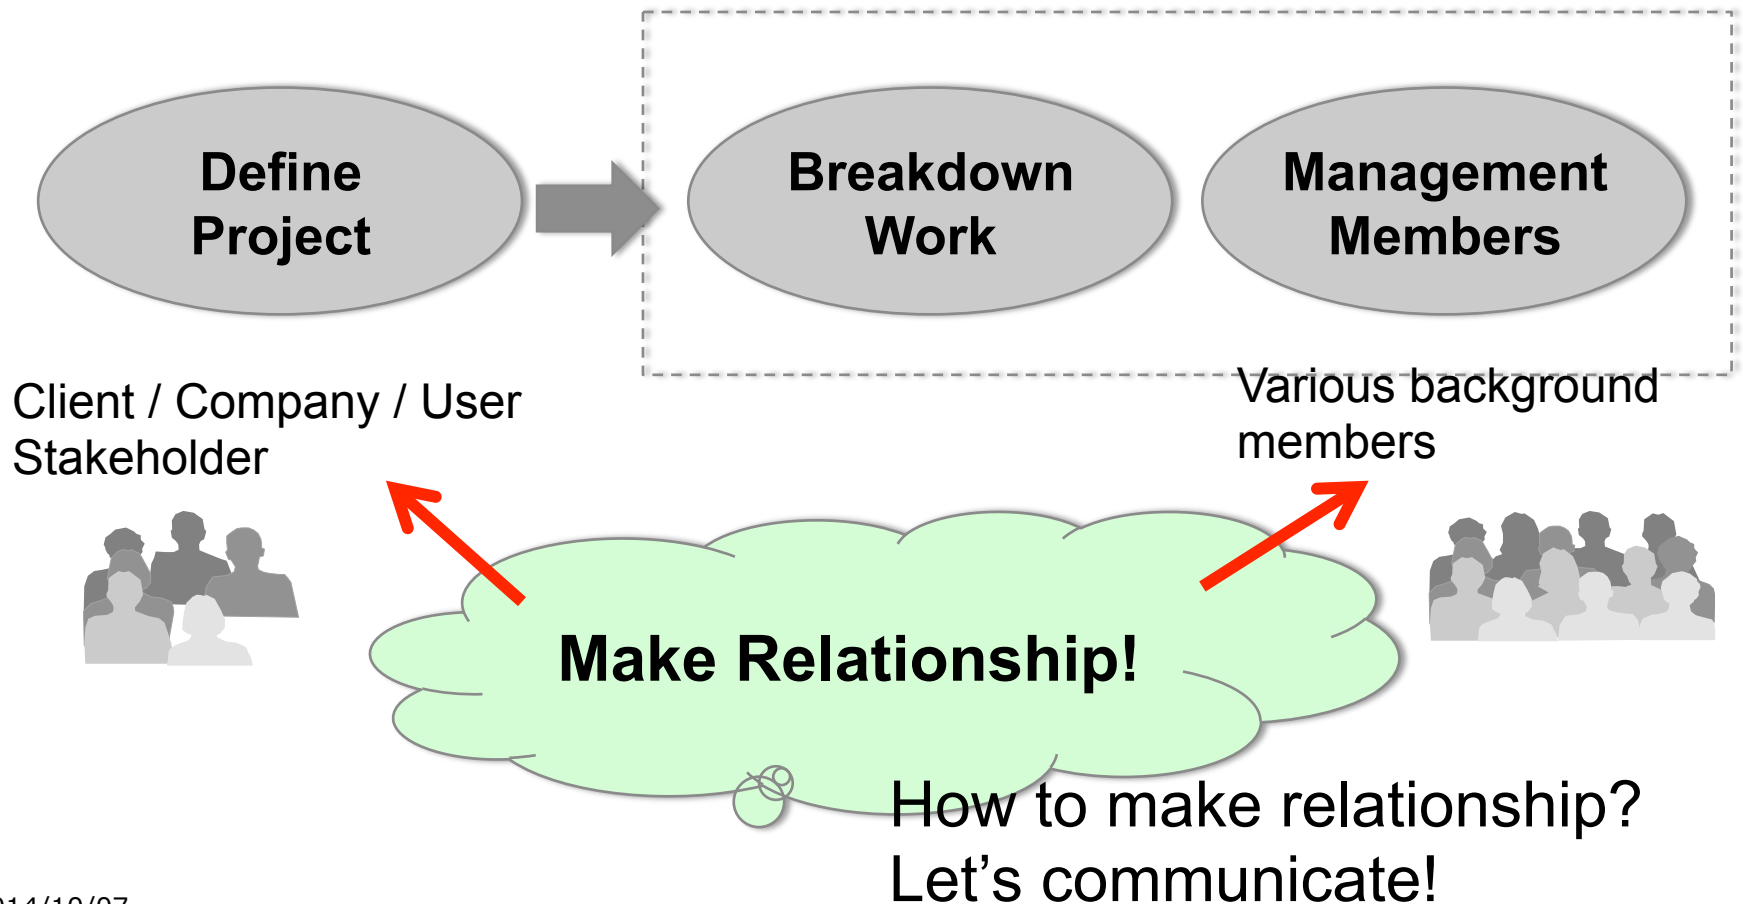 Define
Project
Breakdown
Work
Management
Members
Client / Company / User
Stakeholder
Various background
members
Make Relationship!
How to make relationship?
Let's communicate!